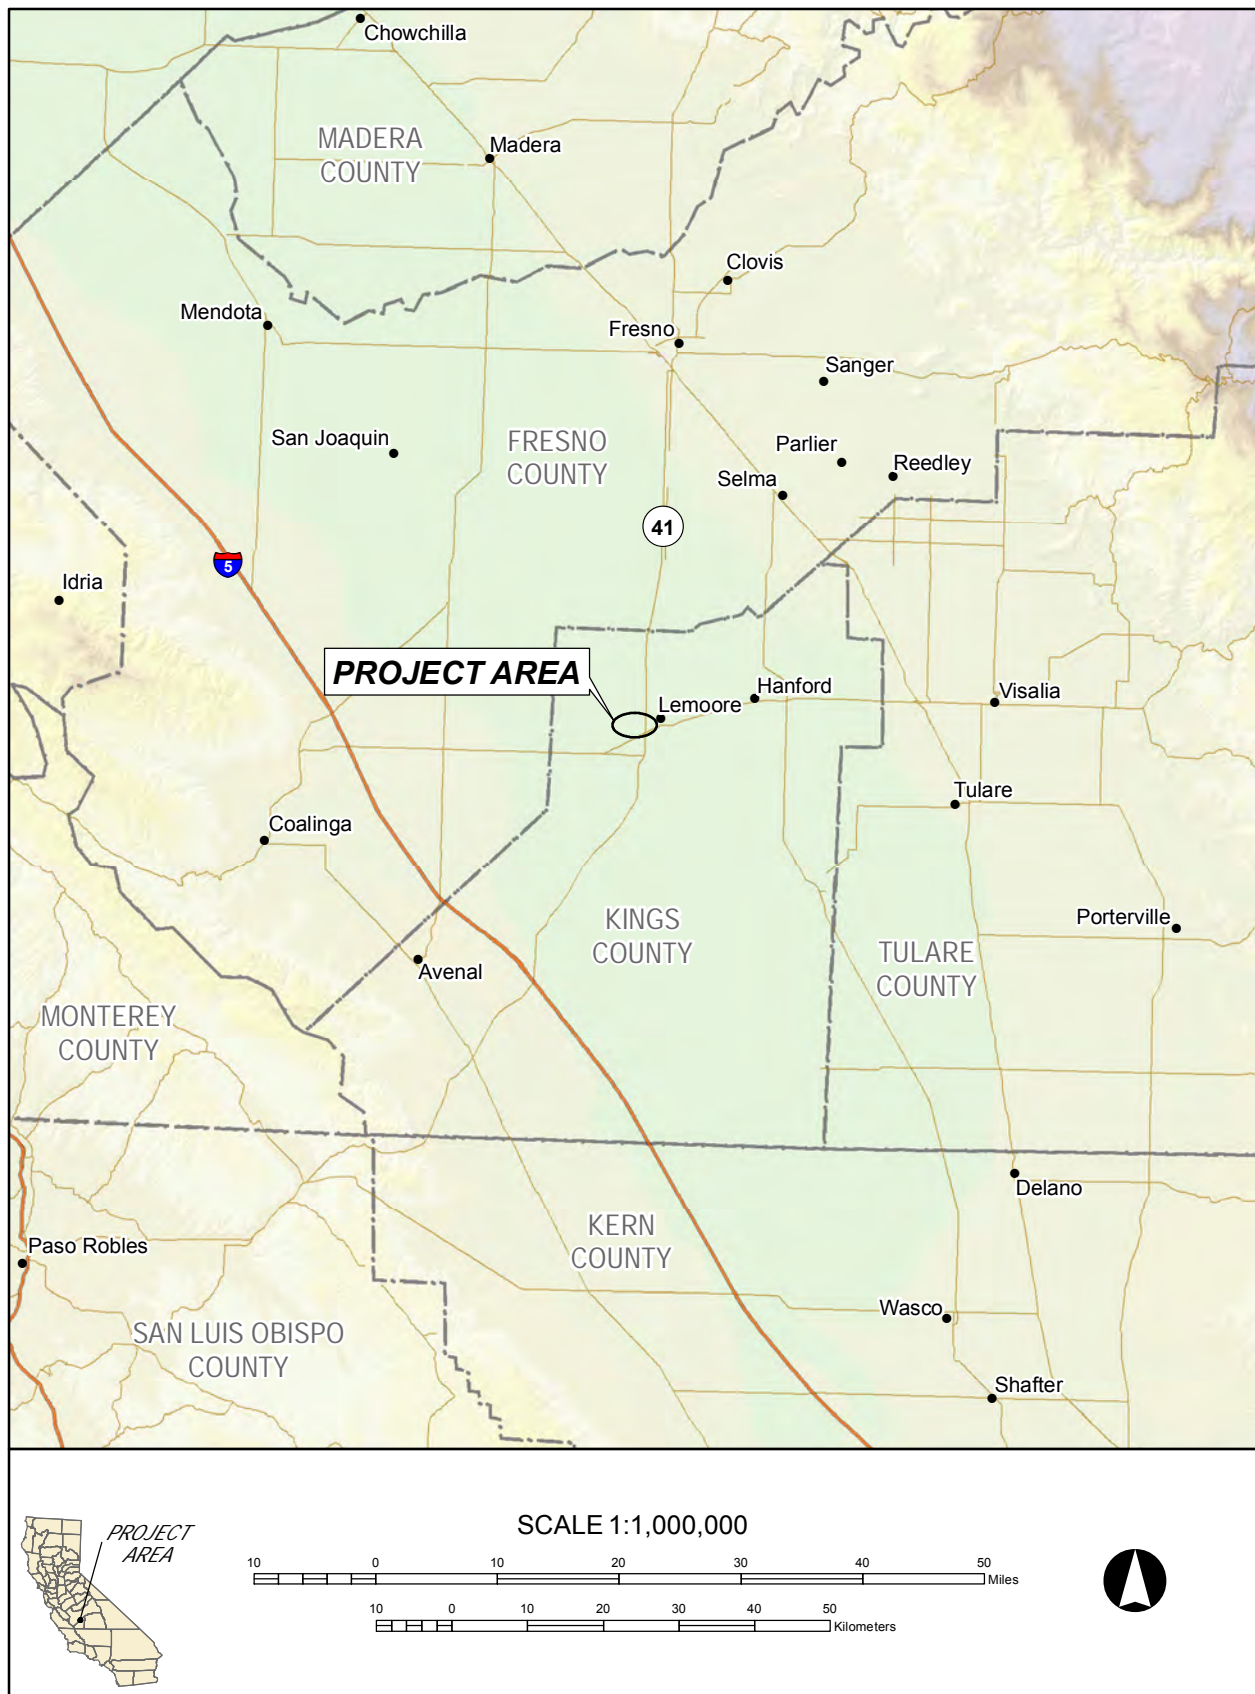 Chowchilla
MADERA
COUNTY
Madera
Clovis
Mendota
Fresno
Sanger
San Joaquin
FRESNO
COUNTY
Parlier
Reedley
Selma
41
5
Idria
PROJECT AREA
Hanford
Visalia
Lemoore
Tulare
Coalinga
KINGS
COUNTY
Porterville
TULARE
COUNTY
Avenal
MONTEREY
COUNTY
Delano
KERN
COUNTY
Paso Robles
Wasco
SAN LUIS OBISPO
COUNTY
Shafter
PROJECT
AREA
SCALE 1:1,000,000
10 0 10 20 30 40 50
Miles
10 0 10 20 30 40 50
Kilometers